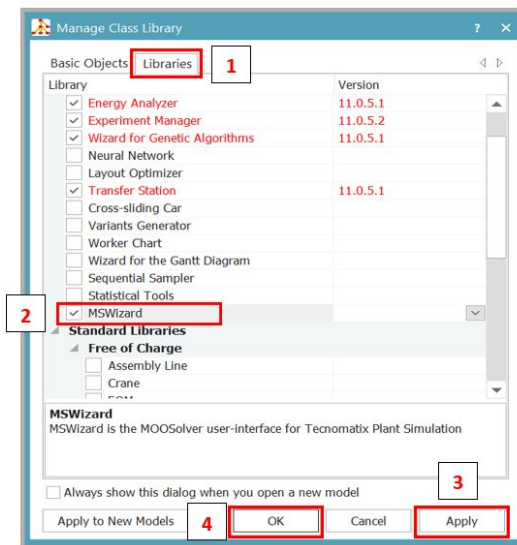 Manage Class Library ? ×
Basic Objects Libraries 1
Library Version
Energy Analyzer 11.0.5.1
Experiment Manager 11.0.5.2
Wizard for Genetic Algorithms 11.0.5.1
Neural Network
Layout Optimizer
Transfer Station 11.0.5.1
Cross-sliding Car
Variants Generator
Worker Chart
Wizard for the Gantt Diagram
Sequential Sampler
Statistical Tools
2 MSWizard
Standard Libraries
Free of Charge
Assembly Line
Crane
MSWizard
MSWizard is the MOOSolver user-interface for Tecnomatix Plant Simulation
Always show this dialog when you open a new model
3
Apply to New Models 4 OK Cancel Apply